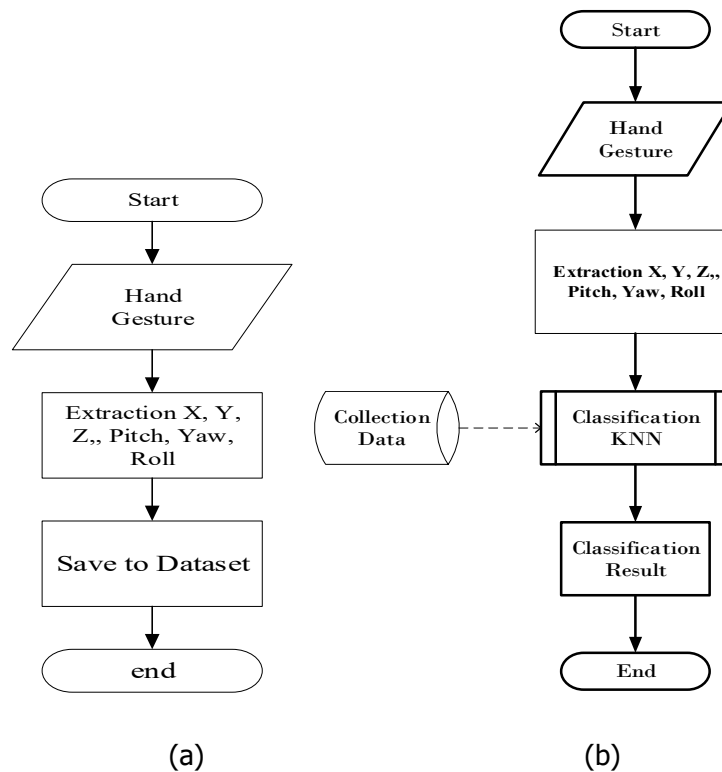 Start
Hand
Gesture
Extraction X, Y,
Z,, Pitch, Yaw,
Roll
Save to Dataset
end
(a)
Start
Hand
Gesture
Extraction X, Y, Z,,
Pitch, Yaw, Roll
Collection
Data
Classification
KNN
Classification
Result
End
(b)